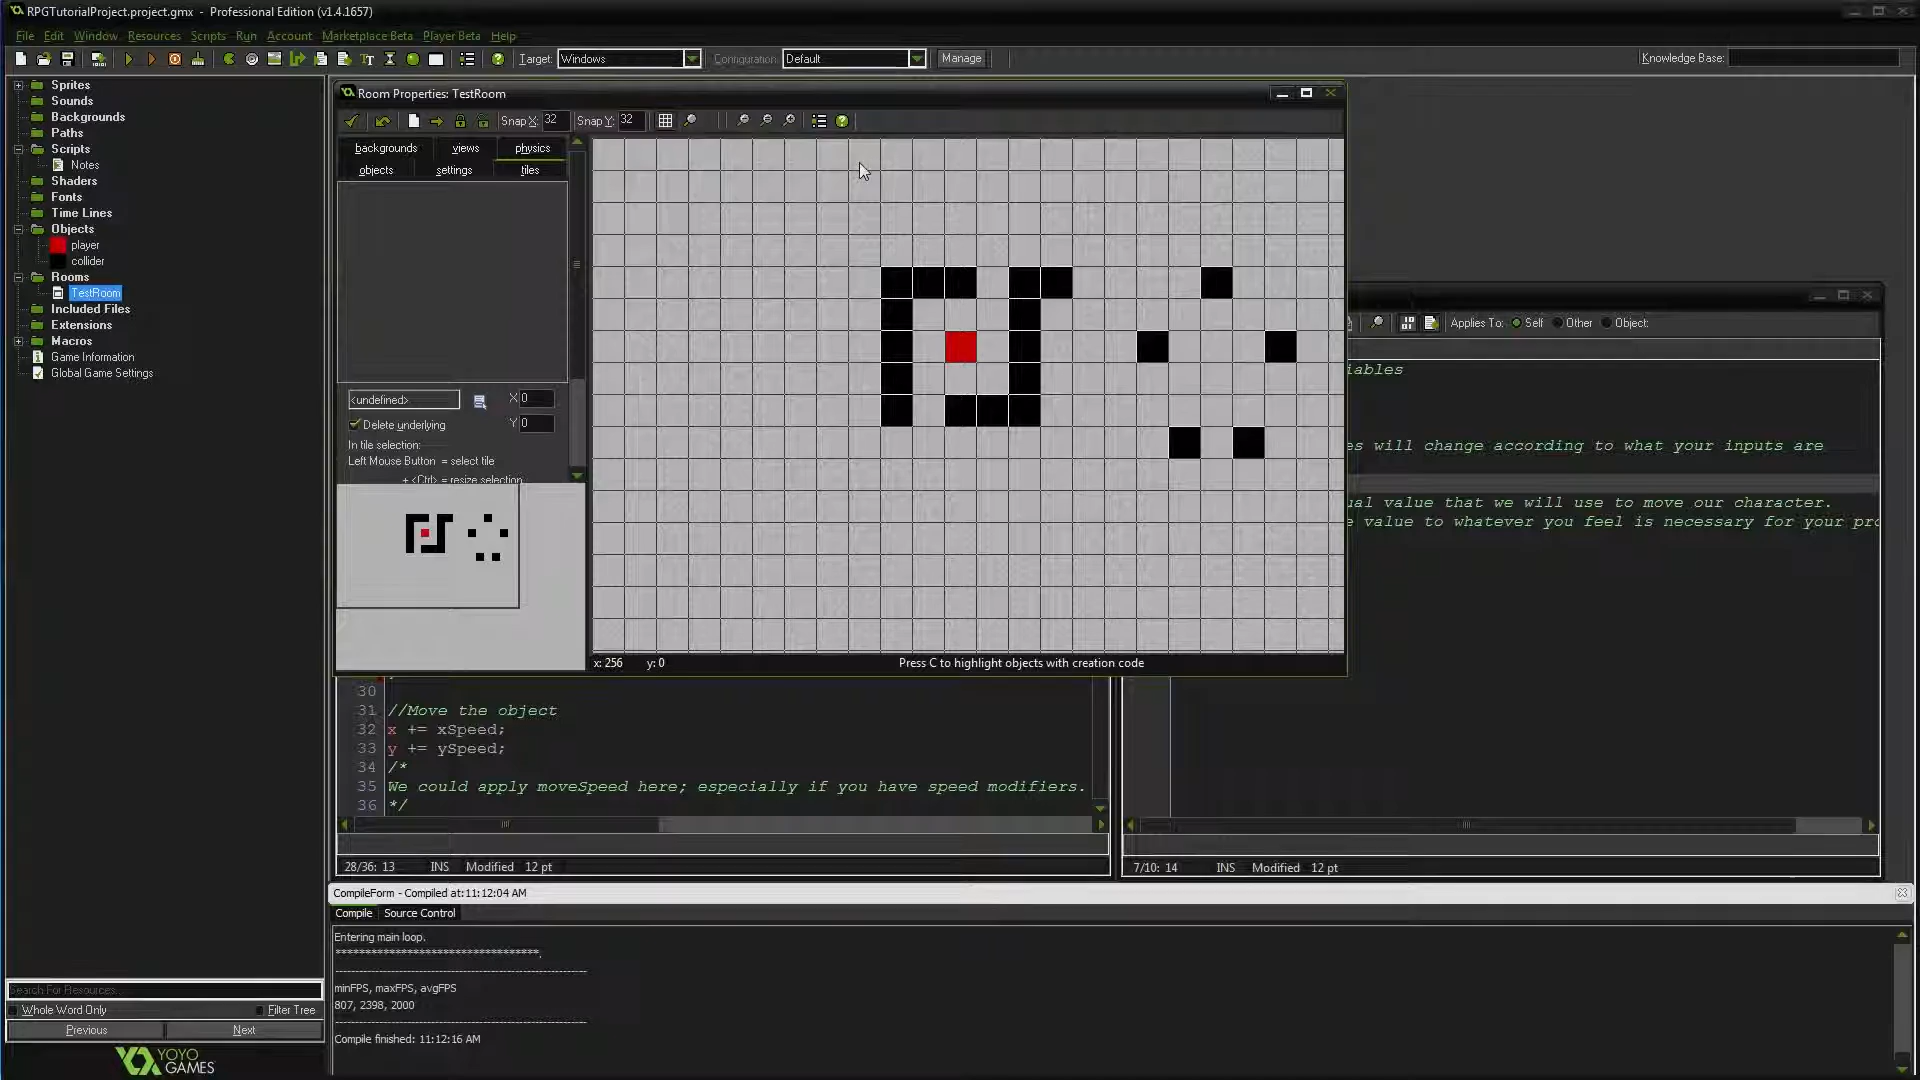 RPGTutorialProject.project.gmx - Professional Edition (v1.4.1657)
File Edit Window Resources Scripts Run Account Marketplace Beta Player Beta Help
Target: Windows Configuration: Default Manage Knowledge Base:
Sprites
Sounds
Backgrounds
Paths
Scripts
Notes
Shaders
Fonts
Time Lines
Objects
player
collider
Rooms
TestRoom
Included Files
Extensions
Macros
Game Information
Global Game Settings
Search For Resources...
Whole Word Only Filter Tree
Previous Next
YOYO
GAMES
Room Properties: TestRoom
Snap X: 32 Snap Y: 32
backgrounds views physics
objects settings tiles
<undefined> X 0
Delete underlying Y 0
In tile selection:
Left Mouse Button = select tile
+ <Ctrl> = resize selection
x: 256 y: 0 Press C to highlight objects with creation code
Applies To: Self Other Object:
iables
es will change according to what your inputs are
ual value that we will use to move our character.
e value to whatever you feel is necessary for your pro
30
31 //Move the object
32 x += xSpeed;
33 y += ySpeed;
34 /*
35 We could apply moveSpeed here; especially if you have speed modifiers.
36 */
28/36: 13 INS Modified 12 pt
7/10: 14 INS Modified 12 pt
CompileForm - Compiled at:11:12:04 AM
Compile Source Control
Entering main loop.
minFPS, maxFPS, avgFPS
807, 2398, 2000
Compile finished: 11:12:16 AM